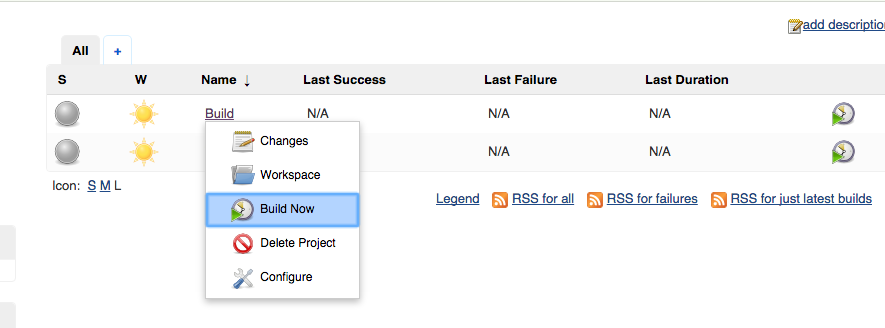 add descriptio
All +
S W Name ↓ Last Success Last Failure Last Duration
Build N/A N/A N/A
Changes
N/A N/A
Workspace
Icon: S M L
Build Now
Legend RSS for all RSS for failures RSS for just latest builds
Delete Project
Configure